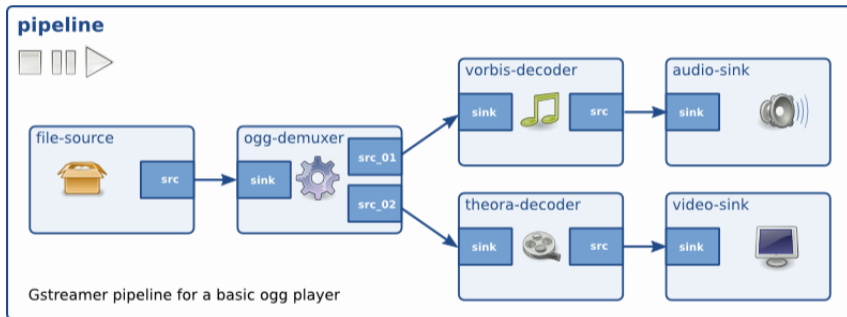 pipeline
file-source
src
ogg-demuxer
sink
src_01
src_02
vorbis-decoder
sink
src
audio-sink
sink
theora-decoder
sink
src
video-sink
sink
Gstreamer pipeline for a basic ogg player